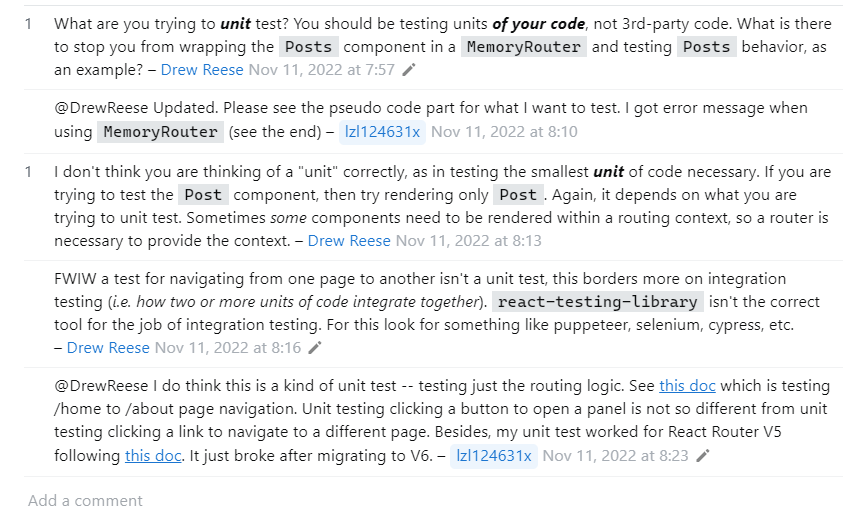 1 What are you trying to unit test? You should be testing units of your code, not 3rd-party code. What is there
to stop you from wrapping the Posts component in a MemoryRouter and testing Posts behavior, as
an example? – Drew Reese Nov 11, 2022 at 7:57
@DrewReese Updated. Please see the pseudo code part for what I want to test. I got error message when
using MemoryRouter (see the end) – lzl124631x Nov 11, 2022 at 8:10
1 I don't think you are thinking of a "unit" correctly, as in testing the smallest unit of code necessary. If you are
trying to test the Post component, then try rendering only Post. Again, it depends on what you are
trying to unit test. Sometimes some components need to be rendered within a routing context, so a router is
necessary to provide the context. – Drew Reese Nov 11, 2022 at 8:13
FWIW a test for navigating from one page to another isn't a unit test, this borders more on integration
testing (i.e. how two or more units of code integrate together). react-testing-library isn't the correct
tool for the job of integration testing. For this look for something like puppeteer, selenium, cypress, etc.
– Drew Reese Nov 11, 2022 at 8:16
@DrewReese I do think this is a kind of unit test -- testing just the routing logic. See this doc which is testing
/home to /about page navigation. Unit testing clicking a button to open a panel is not so different from unit
testing clicking a link to navigate to a different page. Besides, my unit test worked for React Router V5
following this doc. It just broke after migrating to V6. – lzl124631x Nov 11, 2022 at 8:23
Add a comment